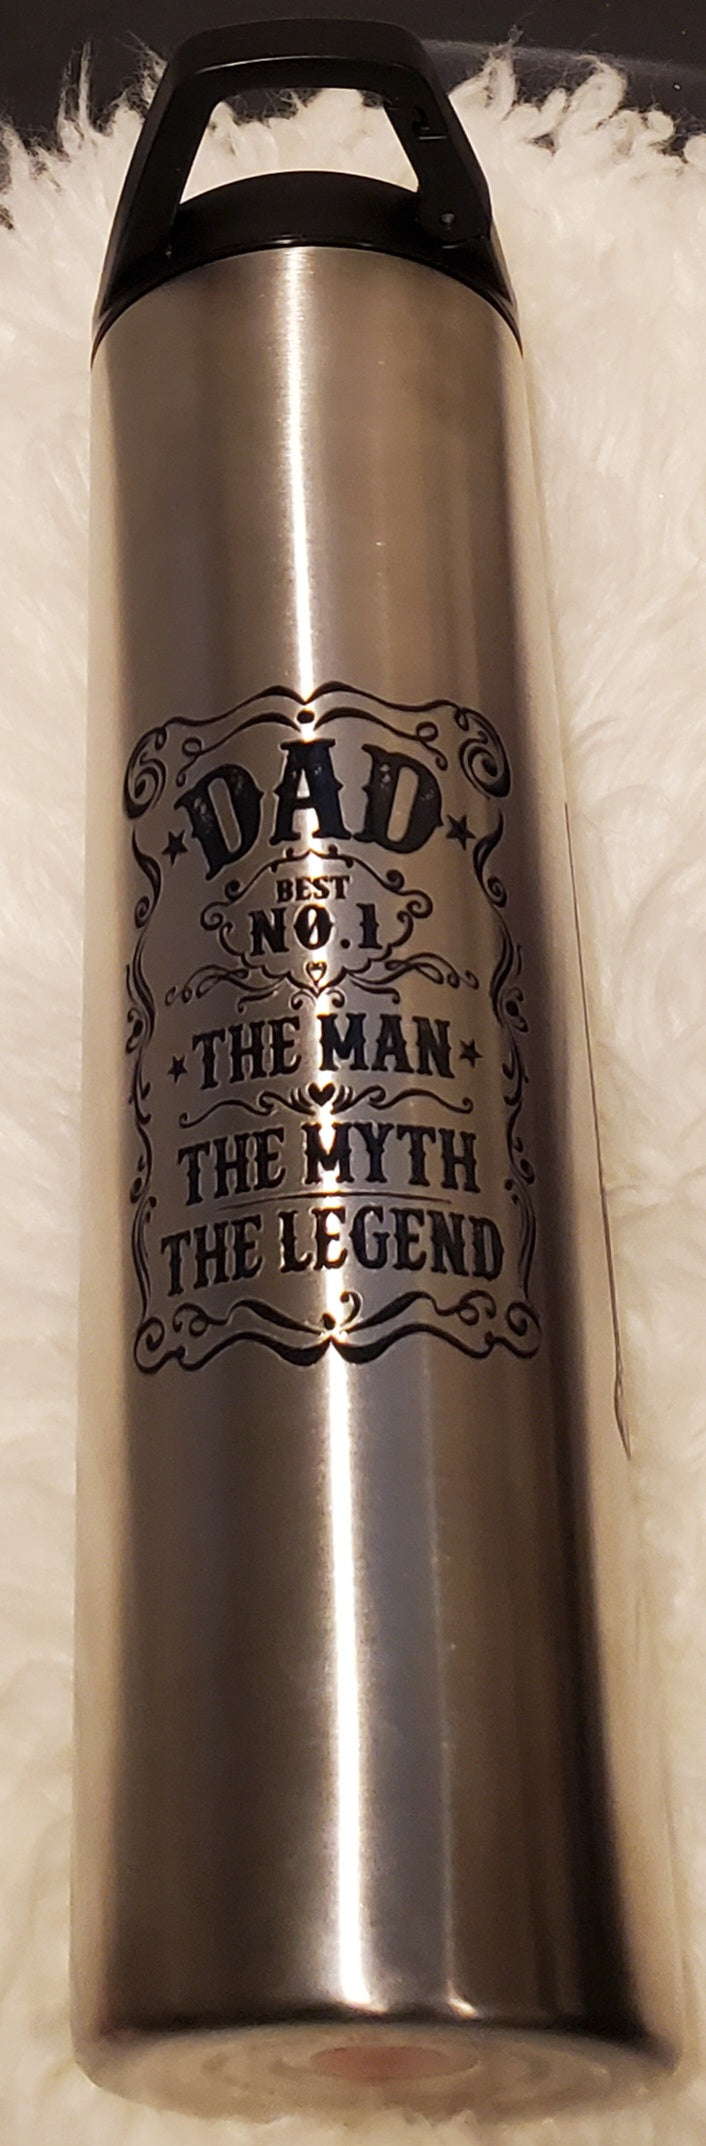 DAD
BEST
NO.1
THE MAN
THE MYTH
THE LEGEND